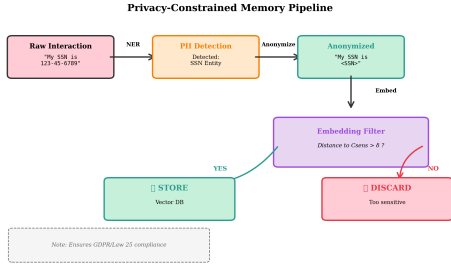 Privacy-Constrained Memory Pipeline
Raw Interaction
"My SSN is
123-45-6789"
NER
PII Detection
Detected:
SSN Entity
Anonymize
Anonymized
"My SSN is
<SSN>"
Embed
Embedding Filter
Distance to Csens > δ ?
YES
NO
STORE
Vector DB
DISCARD
Too sensitive
Note: Ensures GDPR/Law 25 compliance